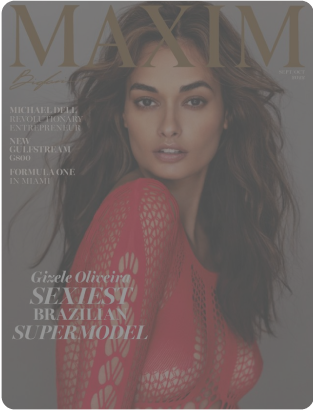 MAXIM
MICHAEL DELL
REVOLUTIONARY
ENTREPRENEUR
NEW
GULFSTREAM
G800
FORMULA ONE
IN MIAMI
Gizele Oliveira
SEXIEST
BRAZILIAN
SUPERMODEL